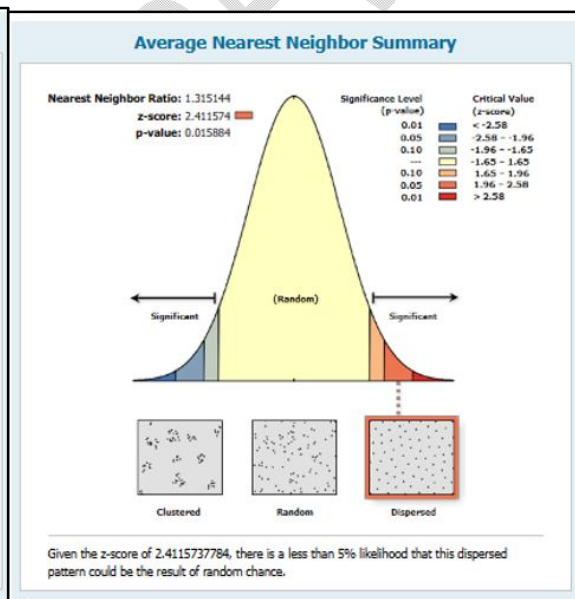 Average Nearest Neighbor Summary
Nearest Neighbor Ratio: 1.315144
z-score: 2.411574
p-value: 0.015884
Significance Level (p-value) Critical Value (z-score)
0.01 < -2.58
0.05 -2.58 - -1.96
0.10 -1.96 - -1.65
--- -1.65 - 1.65
0.10 1.65 - 1.96
0.05 1.96 - 2.58
0.01 > 2.58
Significant (Random) Significant
Clustered Random Dispersed
Given the z-score of 2.4115737784, there is a less than 5% likelihood that this dispersed
pattern could be the result of random chance.